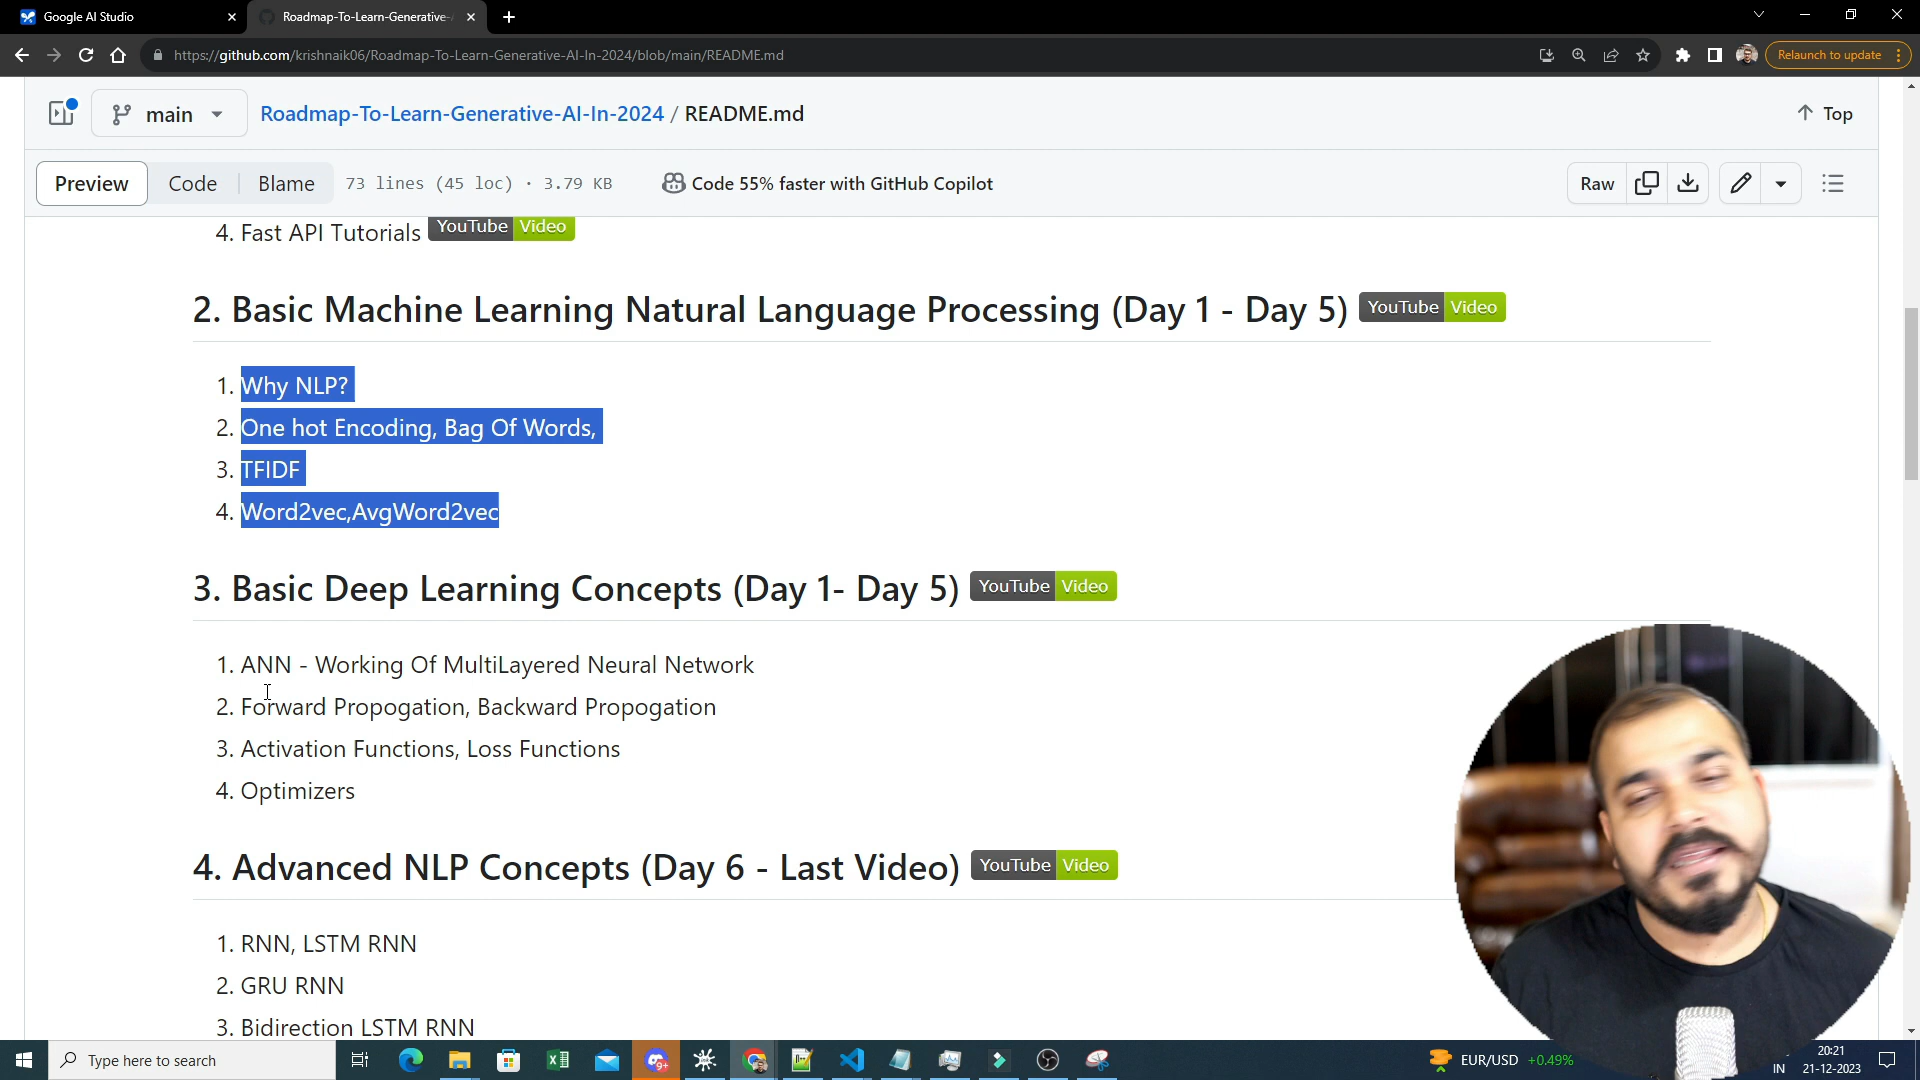 Google AI Studio
Roadmap-To-Learn-Generative-
https://github.com/krishnaik06/Roadmap-To-Learn-Generative-AI-In-2024/blob/main/README.md
Relaunch to update
main
Roadmap-To-Learn-Generative-AI-In-2024 / README.md
Top
Preview
Code
Blame
73 lines (45 loc) · 3.79 KB
Code 55% faster with GitHub Copilot
Raw
4. Fast API Tutorials YouTube Video
2. Basic Machine Learning Natural Language Processing (Day 1 - Day 5) YouTube Video
1. Why NLP?
2. One hot Encoding, Bag Of Words,
3. TFIDF
4. Word2vec,AvgWord2vec
3. Basic Deep Learning Concepts (Day 1- Day 5) YouTube Video
1. ANN - Working Of MultiLayered Neural Network
2. Forward Propogation, Backward Propogation
3. Activation Functions, Loss Functions
4. Optimizers
4. Advanced NLP Concepts (Day 6 - Last Video) YouTube Video
1. RNN, LSTM RNN
2. GRU RNN
3. Bidirection LSTM RNN
Type here to search
9+
EUR/USD +0.49%
IN
20:21
21-12-2023